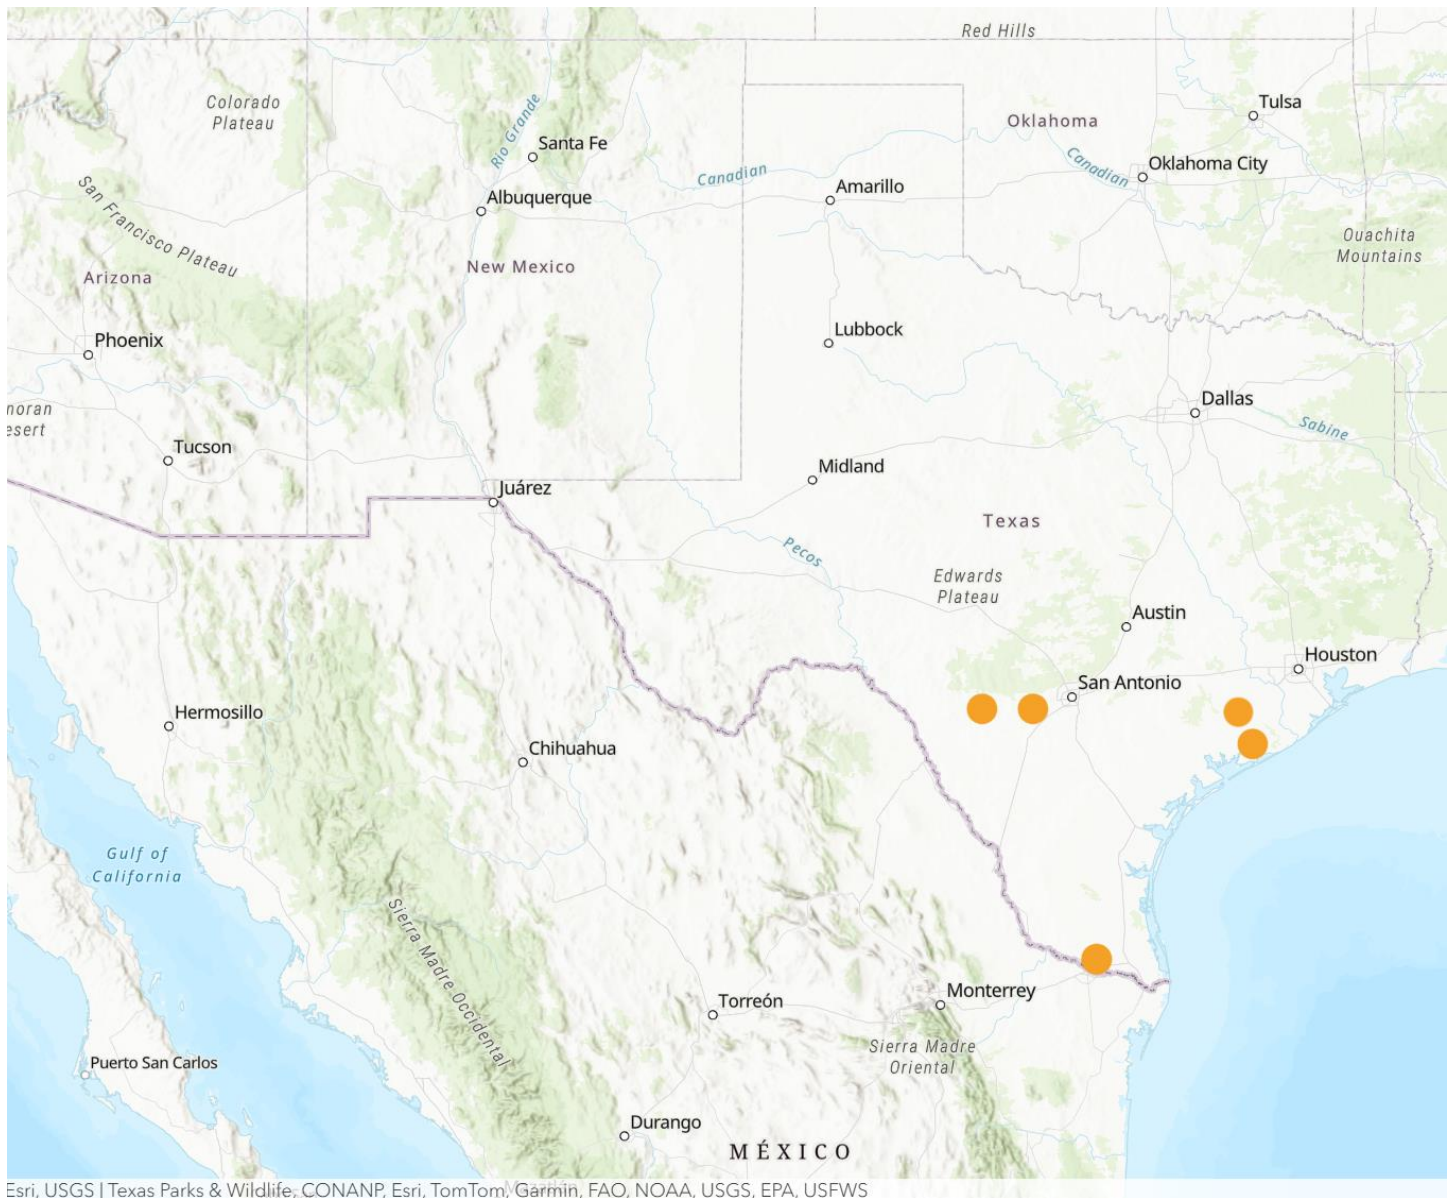 Red Hills
Colorado
Plateau
Rio Grande
Tulsa
Oklahoma
Santa Fe
Canadian
Canadian
Oklahoma City
San Francisco Plateau
Albuquerque
Amarillo
Ouachita
Mountains
Arizona
New Mexico
Phoenix
Lubbock
noran
esert
Dallas
Sabine
Tucson
Midland
Juárez
Texas
Pecos
Edwards
Plateau
Austin
Houston
San Antonio
Hermosillo
Chihuahua
Gulf of
California
Sierra Madre Occidental
Torreón
Monterrey
Sierra Madre
Oriental
Puerto San Carlos
Durango
MÉXICO
Esri, USGS | Texas Parks & Wildlife, CONANP, Esri, TomTom, Garmin, FAO, NOAA, USGS, EPA, USFWS